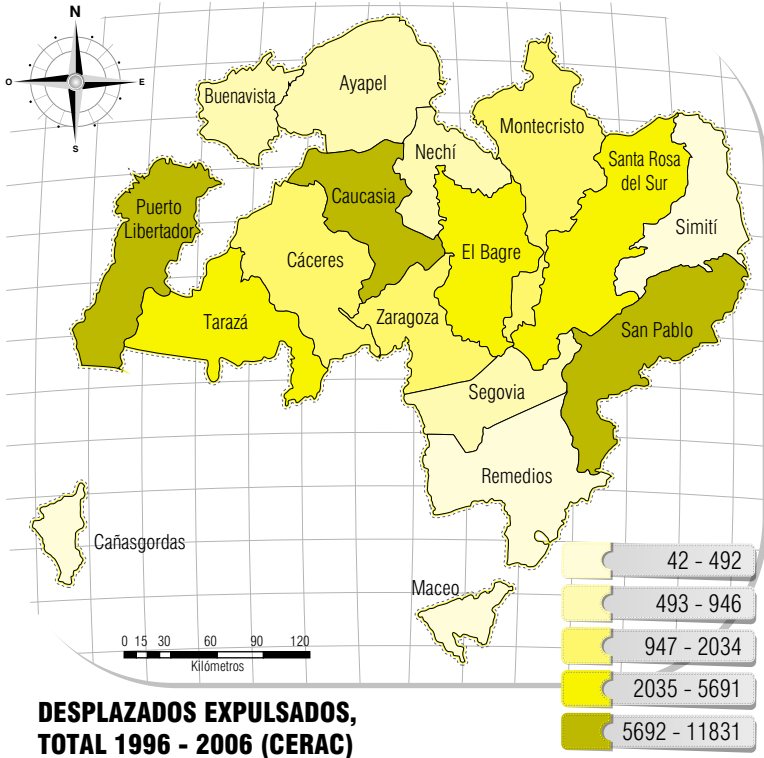 N
O
E
S
Buenavista
Ayapel
Nechí
Montecristo
Santa Rosa
del Sur
Simití
Puerto
Libertador
Caucasia
Cáceres
El Bagre
Tarazá
Zaragoza
San Pablo
Segovia
Remedios
Cañasgordas
Maceo
0 15 30 60 90 120
Kilómetros
42 - 492
493 - 946
947 - 2034
2035 - 5691
5692 - 11831
DESPLAZADOS EXPULSADOS,
TOTAL 1996 - 2006 (CERAC)